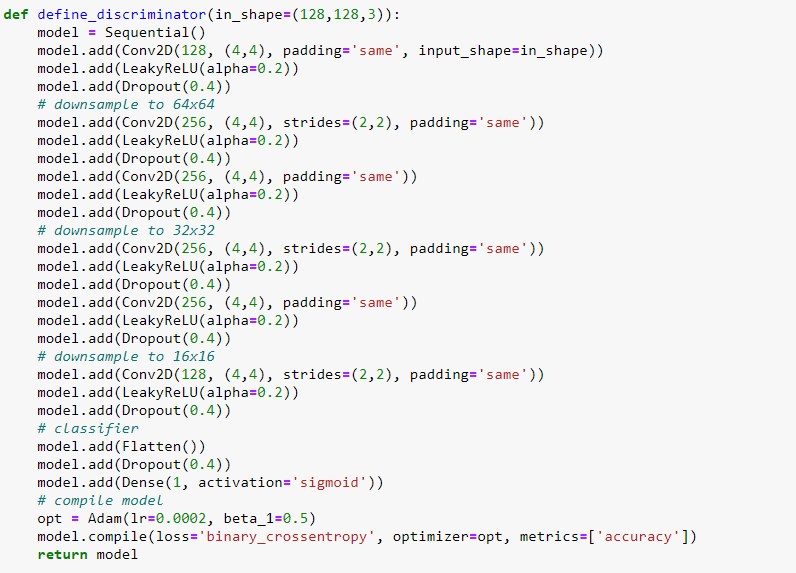 def define_discriminator(in_shape=(128,128,3)):
    model = Sequential()
    model.add(Conv2D(128, (4,4), padding='same', input_shape=in_shape))
    model.add(LeakyReLU(alpha=0.2))
    model.add(Dropout(0.4))
    # downsample to 64x64
    model.add(Conv2D(256, (4,4), strides=(2,2), padding='same'))
    model.add(LeakyReLU(alpha=0.2))
    model.add(Dropout(0.4))
    model.add(Conv2D(256, (4,4), padding='same'))
    model.add(LeakyReLU(alpha=0.2))
    model.add(Dropout(0.4))
    # downsample to 32x32
    model.add(Conv2D(256, (4,4), strides=(2,2), padding='same'))
    model.add(LeakyReLU(alpha=0.2))
    model.add(Dropout(0.4))
    model.add(Conv2D(256, (4,4), padding='same'))
    model.add(LeakyReLU(alpha=0.2))
    model.add(Dropout(0.4))
    # downsample to 16x16
    model.add(Conv2D(128, (4,4), strides=(2,2), padding='same'))
    model.add(LeakyReLU(alpha=0.2))
    model.add(Dropout(0.4))
    # classifier
    model.add(Flatten())
    model.add(Dropout(0.4))
    model.add(Dense(1, activation='sigmoid'))
    # compile model
    opt = Adam(lr=0.0002, beta_1=0.5)
    model.compile(loss='binary_crossentropy', optimizer=opt, metrics=['accuracy'])
    return model